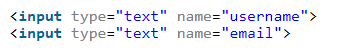 <input type="text" name="username">
<input type="text" name="email">